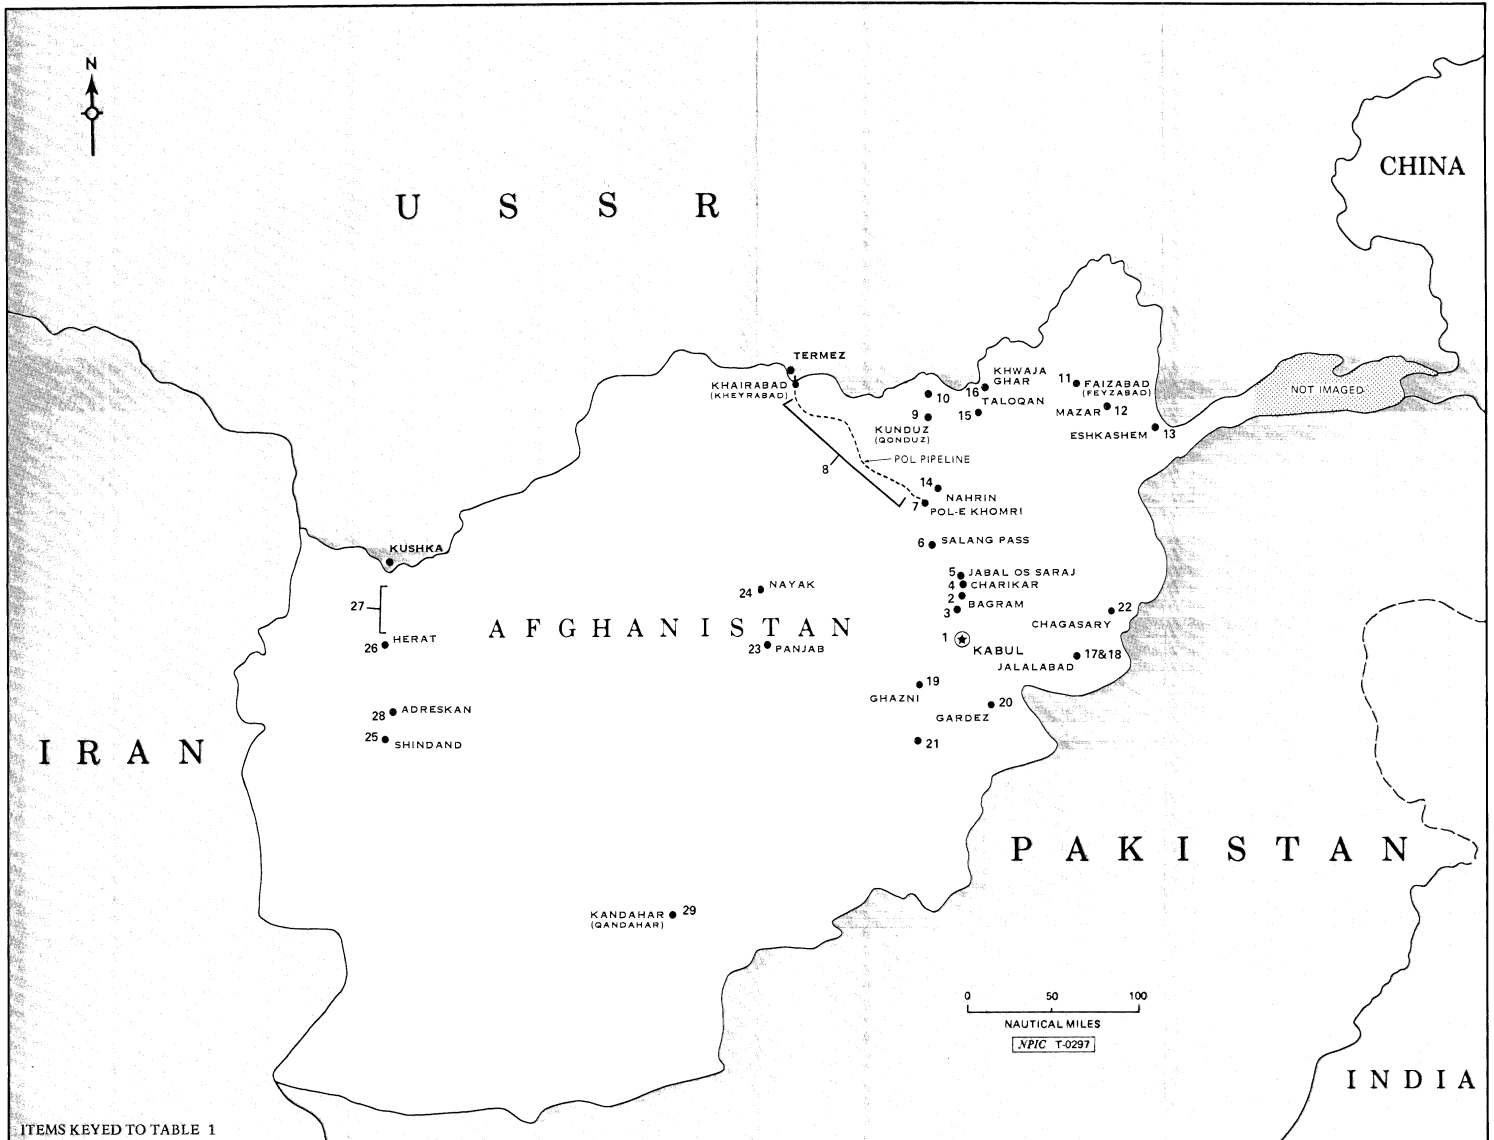 N
CHINA
U S S R
TERMEZ
KHAIRABAD
(KHEYRABAD)
KHWAJA
GHAR
16
10
11
FAIZABAD
(FEYZABAD)
NOT IMAGED
TALOQAN
15
9
MAZAR
12
KUNDUZ
(QONDUZ)
ESHKASHEM
13
POL PIPELINE
8
14
NAHRIN
7
POL-E KHOMRI
6
SALANG PASS
KUSHKA
5
JABAL OS SARAJ
4
CHARIKAR
24
NAYAK
2
BAGRAM
3
27
22
CHAGASARY
AFGHANISTAN
26
HERAT
23
PANJAB
1
KABUL
17&18
JALALABAD
19
GHAZNI
20
GARDEZ
28
ADRESKAN
25
SHINDAND
21
IRAN
PAKISTAN
KANDAHAR
(QANDAHAR)
29
0 50 100
NAUTICAL MILES
NPIC T-0297
INDIA
ITEMS KEYED TO TABLE 1